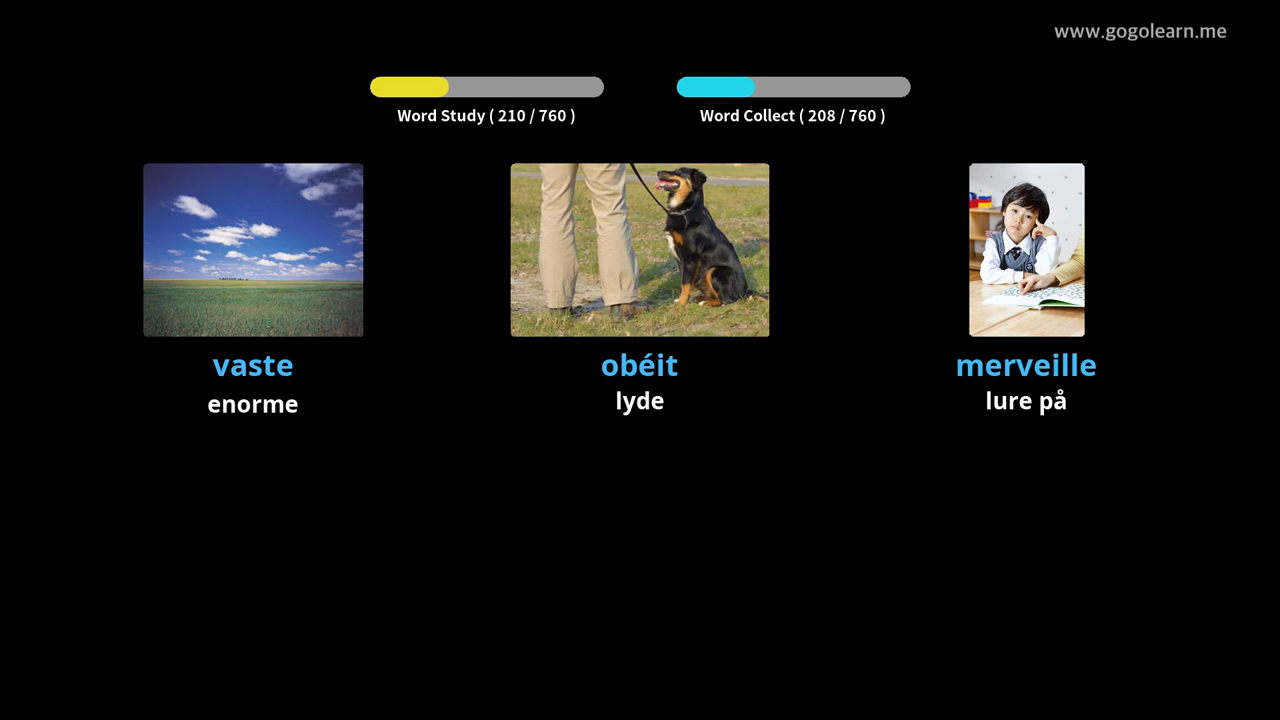 www.gogolearn.me
Word Study ( 210 / 760 )
Word Collect ( 208 / 760 )
vaste
enorme
obéit
lyde
merveille
lure på